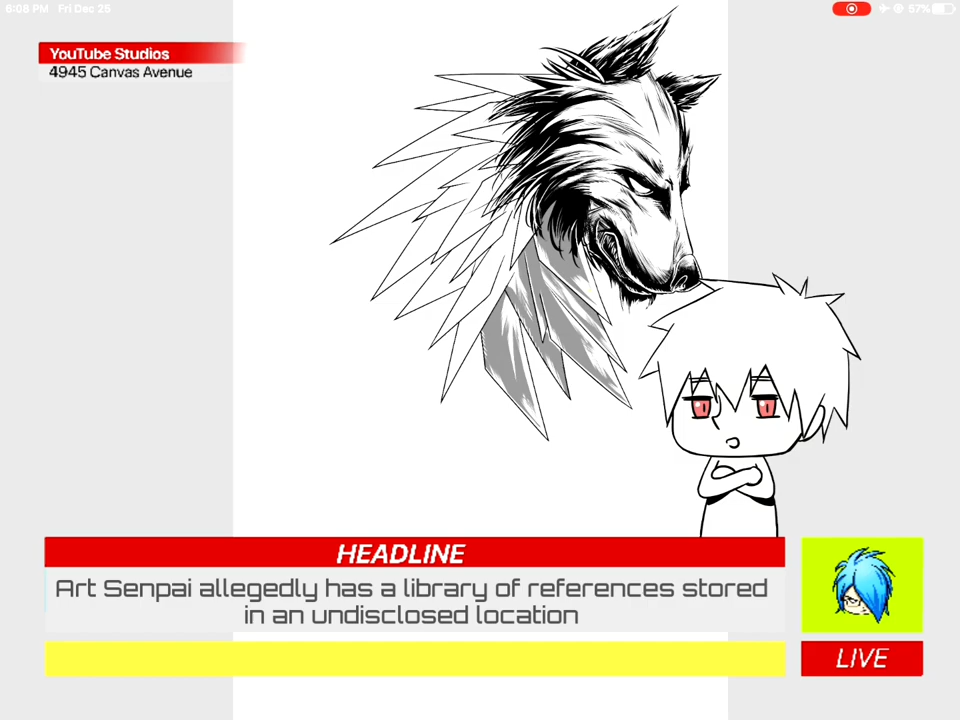 6:08 PM Fri Dec 25
57%
YouTube Studios
4945 Canvas Avenue
HEADLINE
Art Senpai allegedly has a library of references stored
in an undisclosed location
LIVE